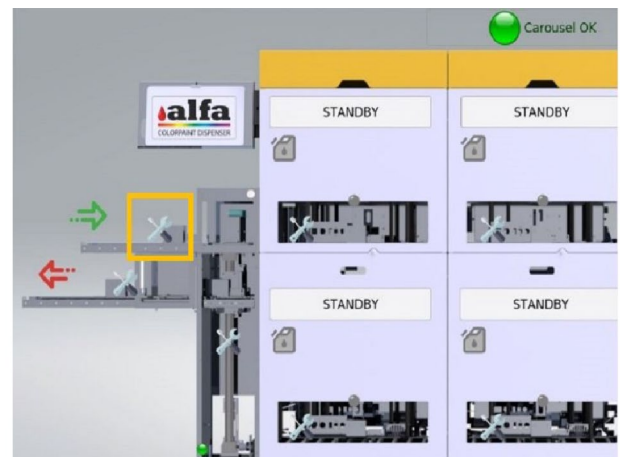 Carousel OK
alfa
COLORPAINT DISPENSER
STANDBY
STANDBY
STANDBY
STANDBY